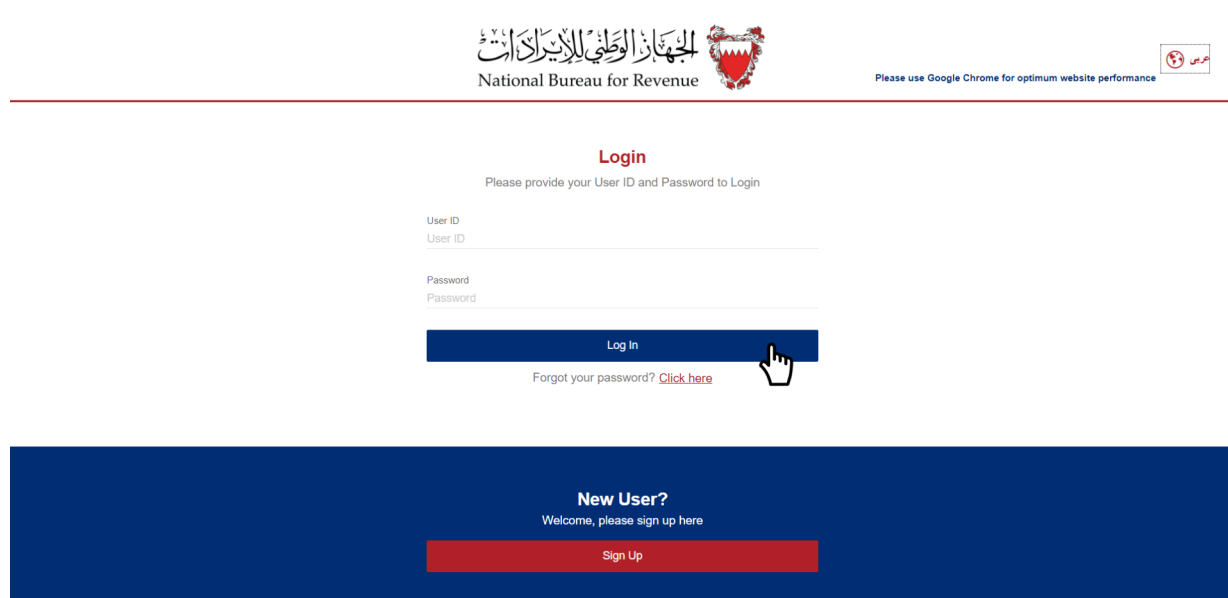 الجهاز الوطني للإيرادات
National Bureau for Revenue
Please use Google Chrome for optimum website performance
عربى
Login
Please provide your User ID and Password to Login
User ID
User ID
Password
Password
Log In
Forgot your password? Click here
New User?
Welcome, please sign up here
Sign Up